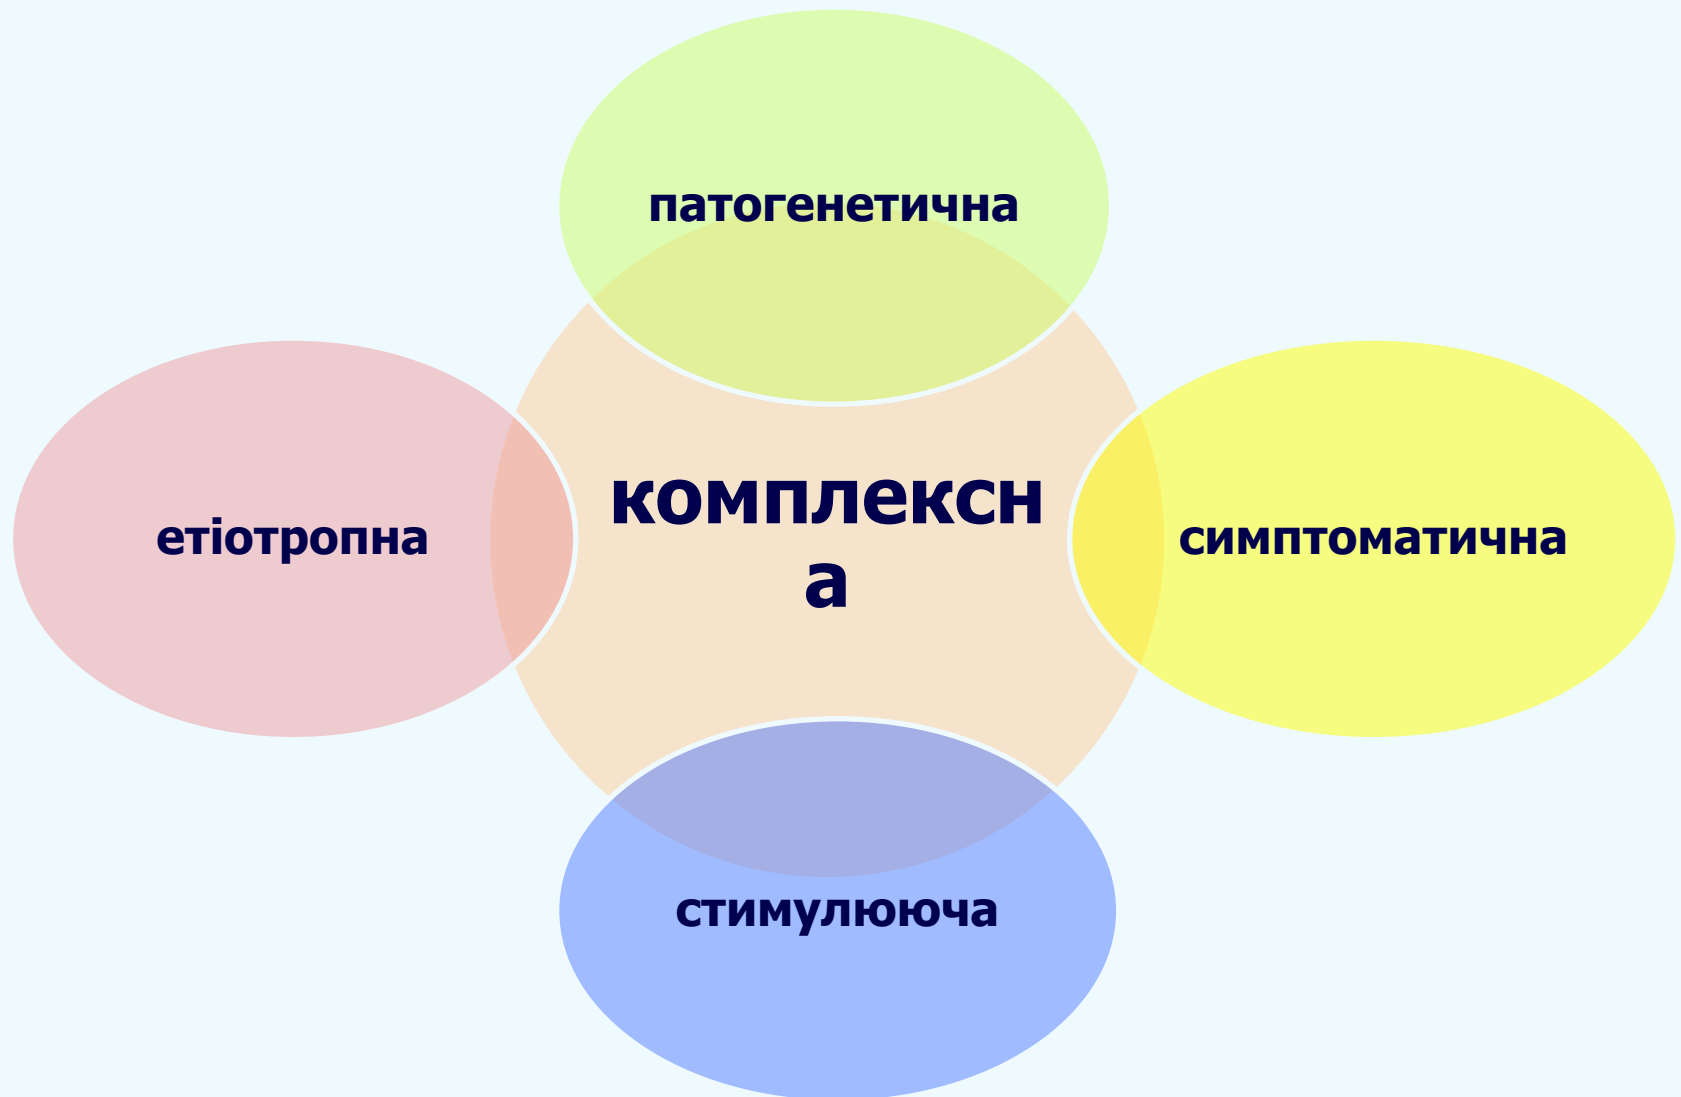 патогенетична
етіотропна
комплексн
а
симптоматична
стимулююча